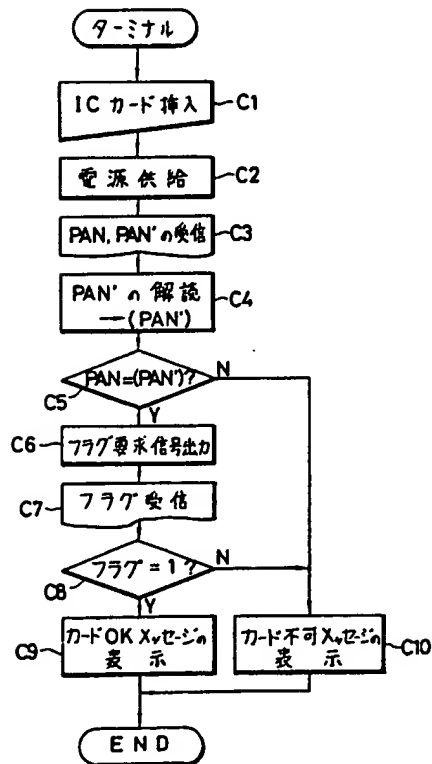 ターミナル
ICカード挿入
C1
電源供給
C2
PAN, PAN'の受信
C3
PAN'の解読
→(PAN')
C4
PAN=(PAN')?
N
C5
Y
C6
フラグ要求信号出力
C7
フラグ受信
フラグ=1?
N
C8
Y
カードOKメッセージの
表示
C9
カード不可メッセージの
表示
C10
END